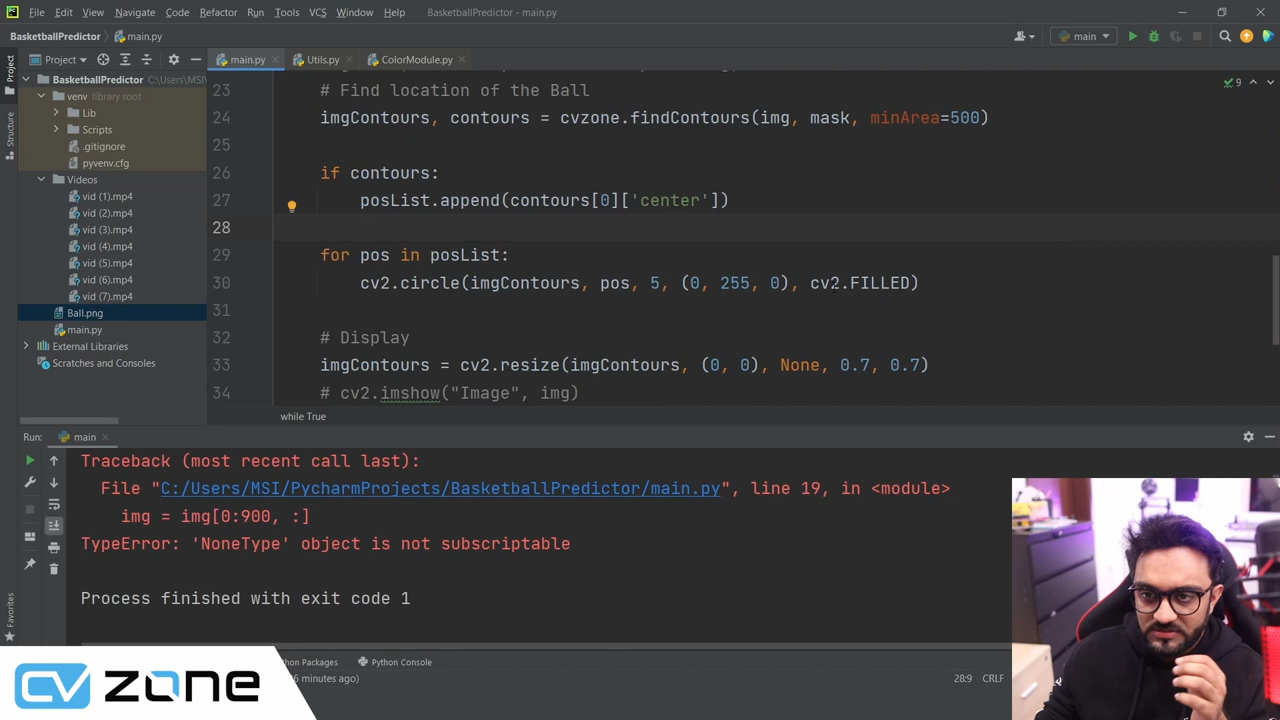 File Edit View Navigate Code Refactor Run Tools VCS Window Help BasketballPredictor - main.py
BasketballPredictor main.py
main
Project
main.py Utils.py ColorModule.py
Project
Structure
Favorites
BasketballPredictor C:\Users\MSI
venv library root
Lib
Scripts
.gitignore
pyvenv.cfg
Videos
vid (1).mp4
vid (2).mp4
vid (3).mp4
vid (4).mp4
vid (5).mp4
vid (6).mp4
vid (7).mp4
Ball.png
main.py
External Libraries
Scratches and Consoles
9
23 # Find location of the Ball
24 imgContours, contours = cvzone.findContours(img, mask, minArea=500)
25
26 if contours:
27 posList.append(contours[0]['center'])
28
29 for pos in posList:
30 cv2.circle(imgContours, pos, 5, (0, 255, 0), cv2.FILLED)
31
32 # Display
33 imgContours = cv2.resize(imgContours, (0, 0), None, 0.7, 0.7)
34 # cv2.imshow("Image", img)
while True
Run: main
Traceback (most recent call last):
File "C:/Users/MSI/PycharmProjects/BasketballPredictor/main.py", line 19, in <module>
img = img[0:900, :]
TypeError: 'NoneType' object is not subscriptable
Process finished with exit code 1
Python Console
minutes ago)
28:9 CRLF
CVZONE